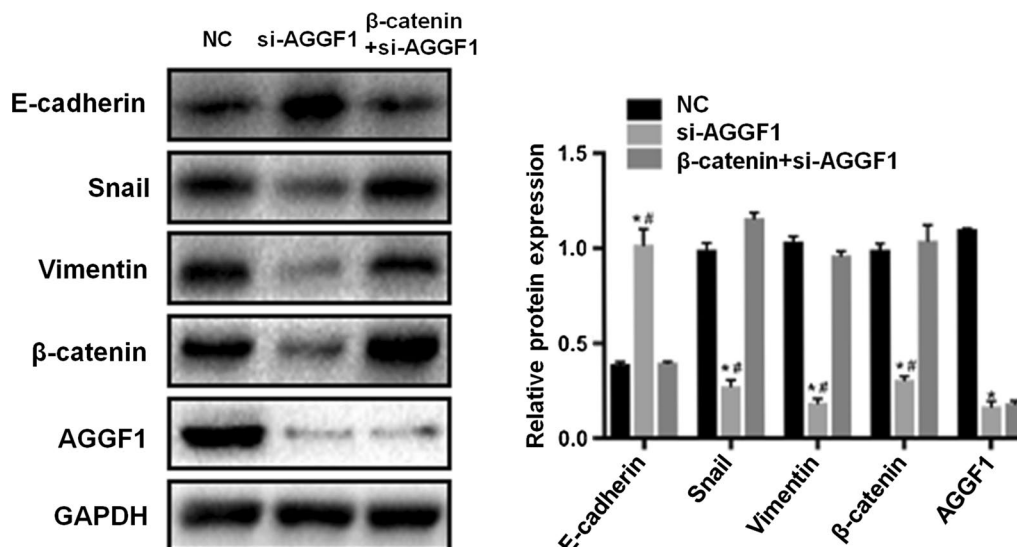 NC si-AGGF1 β-catenin
+si-AGGF1
E-cadherin
Snail
Vimentin
β-catenin
AGGF1
GAPDH
NC
si-AGGF1
β-catenin+si-AGGF1
Relative protein expression
1.5
1.0
0.5
0.0
*#
*#
*#
*#
*
E-cadherin
Snail
Vimentin
β-catenin
AGGF1